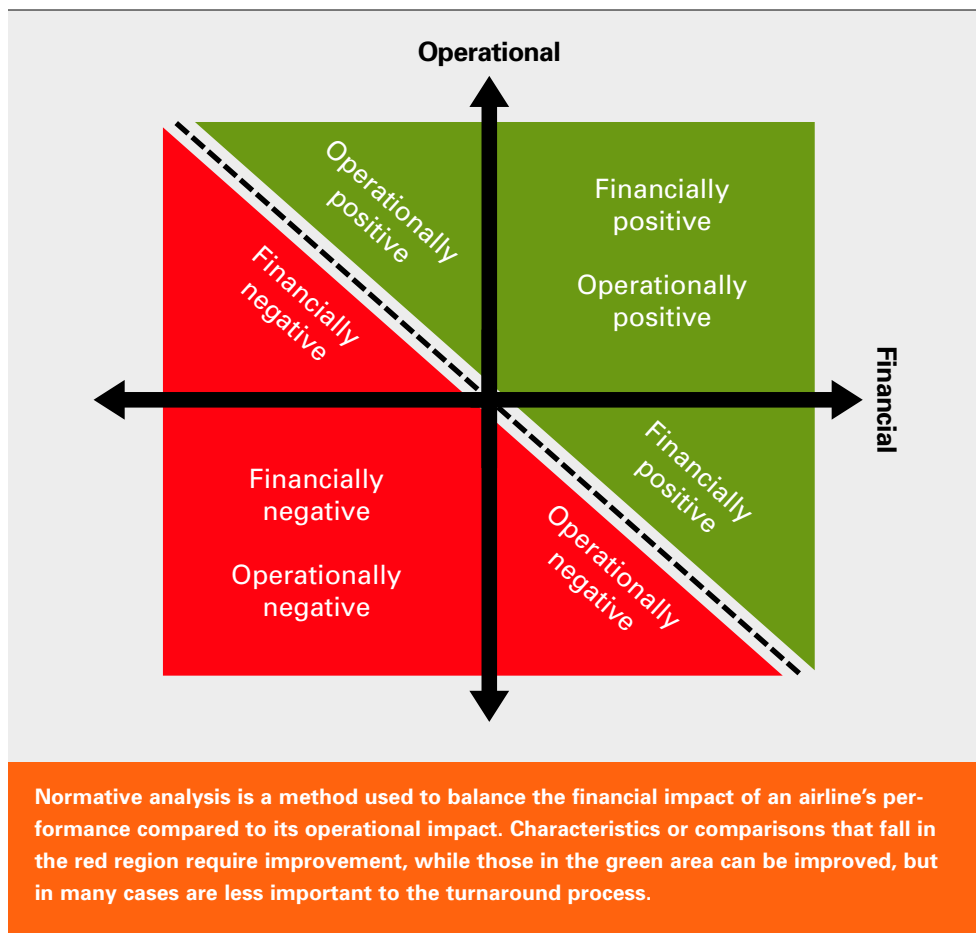 Operational
Operationally
positive
Financially
positive
Operationally
positive
Financially
negative
Financial
Financially
positive
Financially
negative
Operationally
negative
Operationally
negative
Normative analysis is a method used to balance the financial impact of an airline's per-
formance compared to its operational impact. Characteristics or comparisons that fall in
the red region require improvement, while those in the green area can be improved, but
in many cases are less important to the turnaround process.